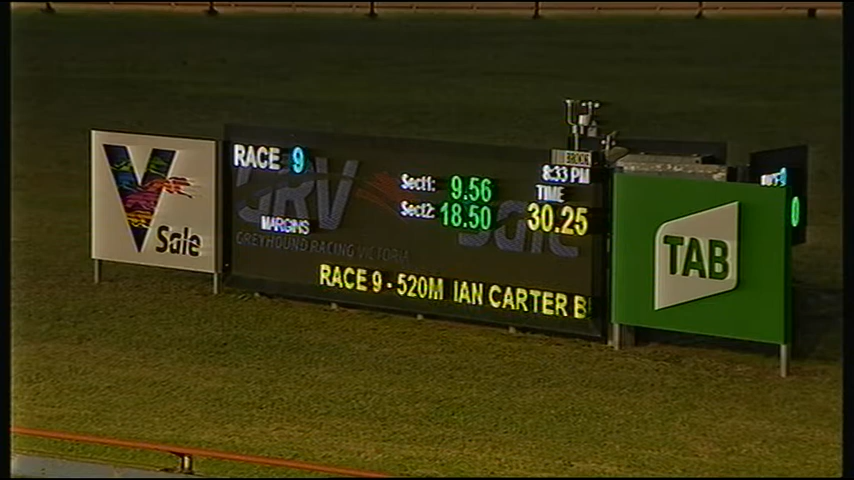 V
Sale
RACE 9
GRV
MARGINS
GREYHOUND RACING VICTORIA
Sect1: 9.56
Sect2: 18.50
Sale
8:33 PM
TIME
30.25
RACE 9 - 520M IAN CARTER B
TAB